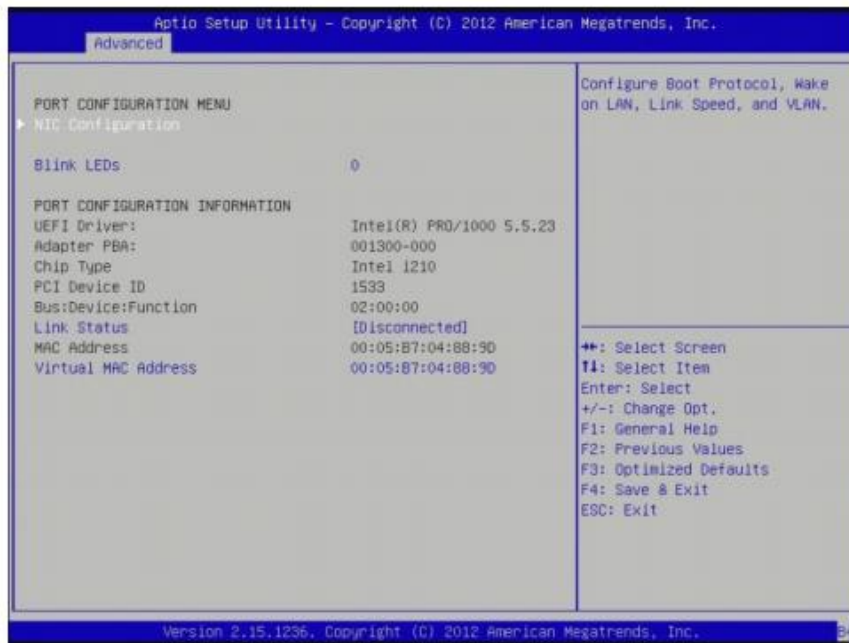 Aptio Setup Utility – Copyright (C) 2012 American Megatrends, Inc.
Advanced
PORT CONFIGURATION MENU
NIC Configuration
Blink LEDs 0
PORT CONFIGURATION INFORMATION
UEFI Driver: Intel(R) PRO/1000 5.5.23
Adapter PBA: 001300-000
Chip Type Intel i210
PCI Device ID 1533
Bus:Device:Function 02:00:00
Link Status [Disconnected]
MAC Address 00:05:B7:04:88:9D
Virtual MAC Address 00:05:B7:04:88:9D
Configure Boot Protocol, Wake
on LAN, Link Speed, and VLAN.
→←: Select Screen
↑↓: Select Item
Enter: Select
+/-: Change Opt.
F1: General Help
F2: Previous Values
F3: Optimized Defaults
F4: Save & Exit
ESC: Exit
Version 2.15.1236. Copyright (C) 2012 American Megatrends, Inc.